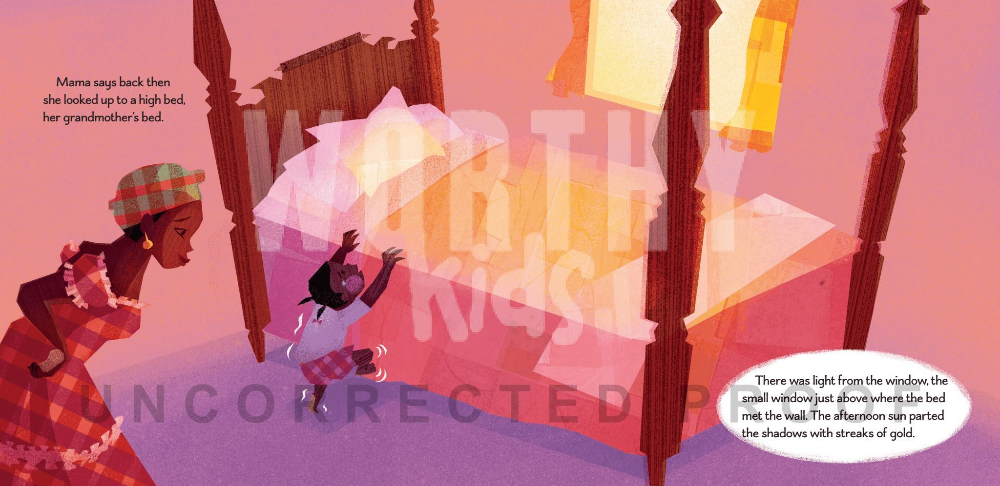 Mama says back then
she looked up to a high bed,
her grandmother's bed.
WORTHY
kids
UNCORRECTED PROOF
There was light from the window, the
small window just above where the bed
met the wall. The afternoon sun parted
the shadows with streaks of gold.